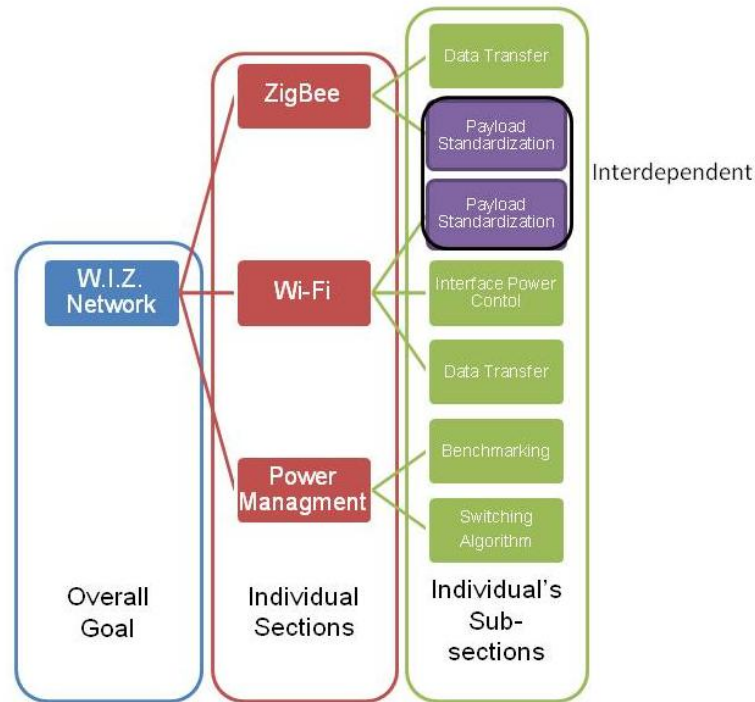 W.I.Z.
Network
Overall
Goal
ZigBee
Wi-Fi
Power
Managment
Individual
Sections
Data Transfer
Payload
Standardization
Payload
Standardization
Interface Power
Contol
Data Transfer
Benchmarking
Switching
Algorithm
Individual's
Sub-
sections
Interdependent